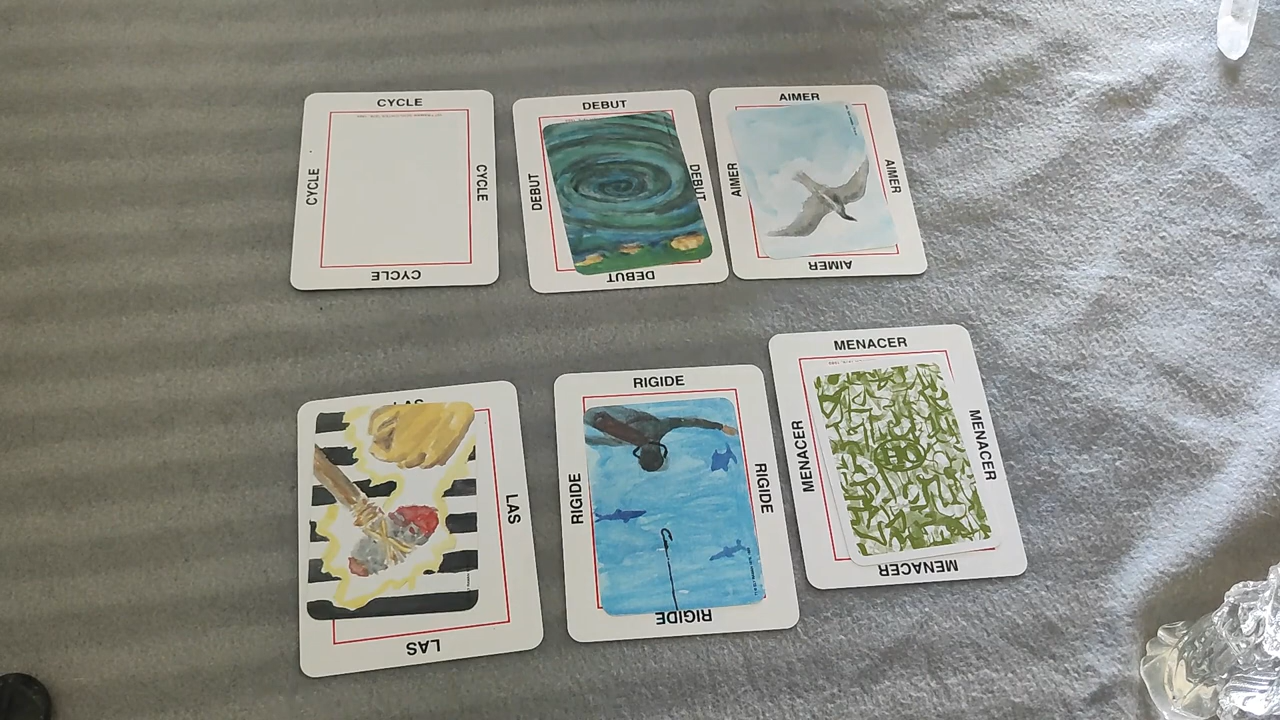 CYCLE
CYCLE
CYCLE
CYCLE
DEBUT
DEBUT
DEBUT
DEBUT
AIMER
AIMER
AIMER
AIMER
LAS
LAS
LAS
RIGIDE
RIGIDE
RIGIDE
RIGIDE
MENACER
MENACER
MENACER
MENACER